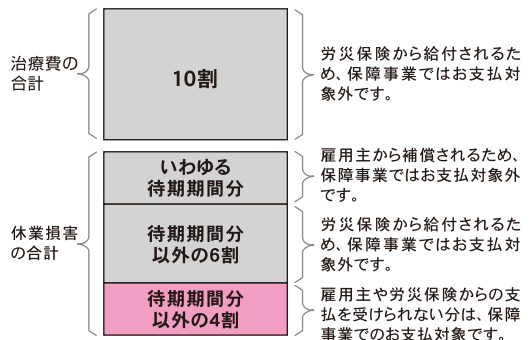 治療費の
合計
10割
労災保険から給付されるた
め、保障事業ではお支払対
象外です。
休業損害
の合計
いわゆる
待期期間分
雇用主から補償されるため、
保障事業ではお支払対象外
です。
待期期間分
以外の6割
労災保険から給付されるた
め、保障事業ではお支払対
象外です。
待期期間分
以外の4割
雇用主や労災保険からの支
払を受けられない分は、保障
事業でのお支払対象です。